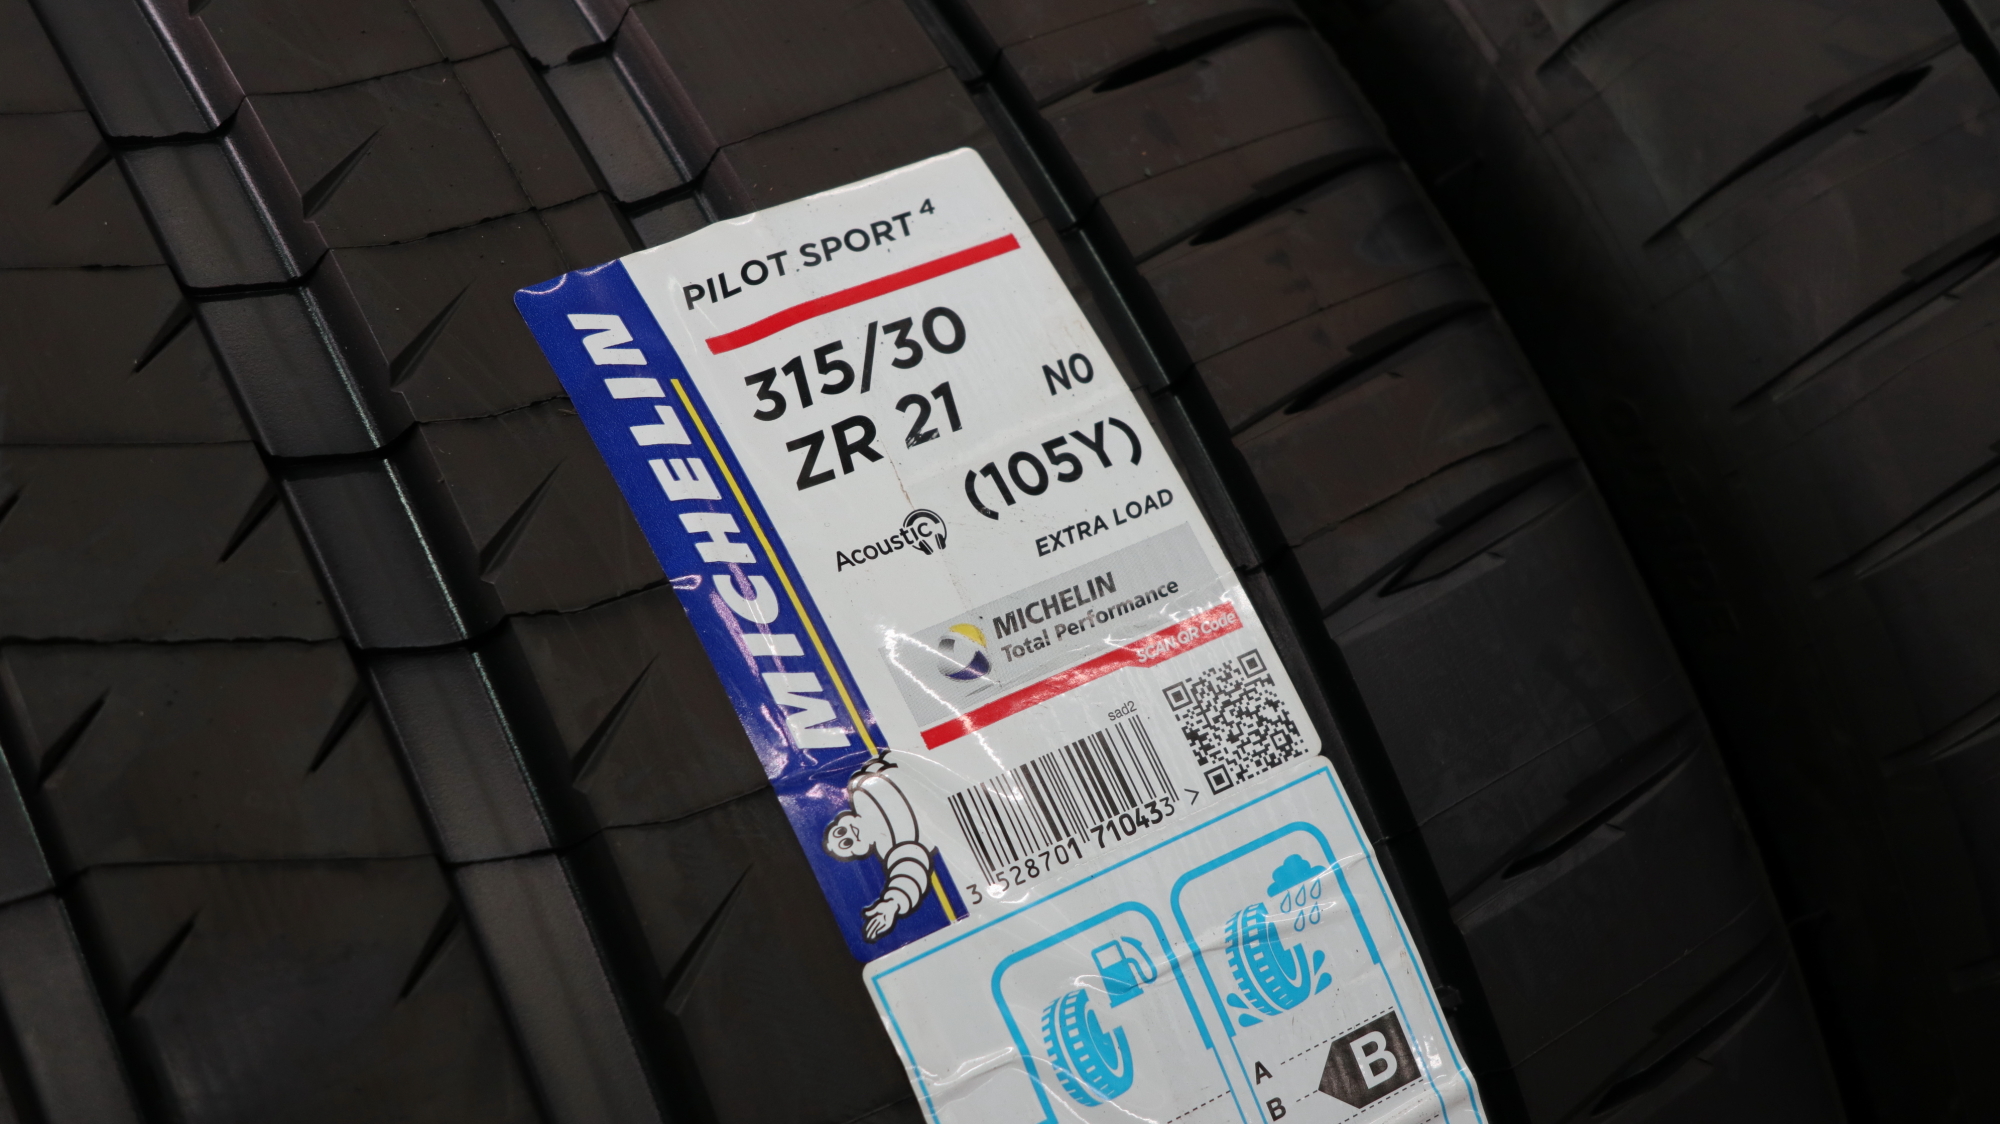 PILOT SPORT 4
MICHELIN
315/30
ZR 21
N0
(105Y)
Acoustic
EXTRA LOAD
MICHELIN
Total Performance
SCAN QR Code
sad2
3 528701 710433 >
A
B
B